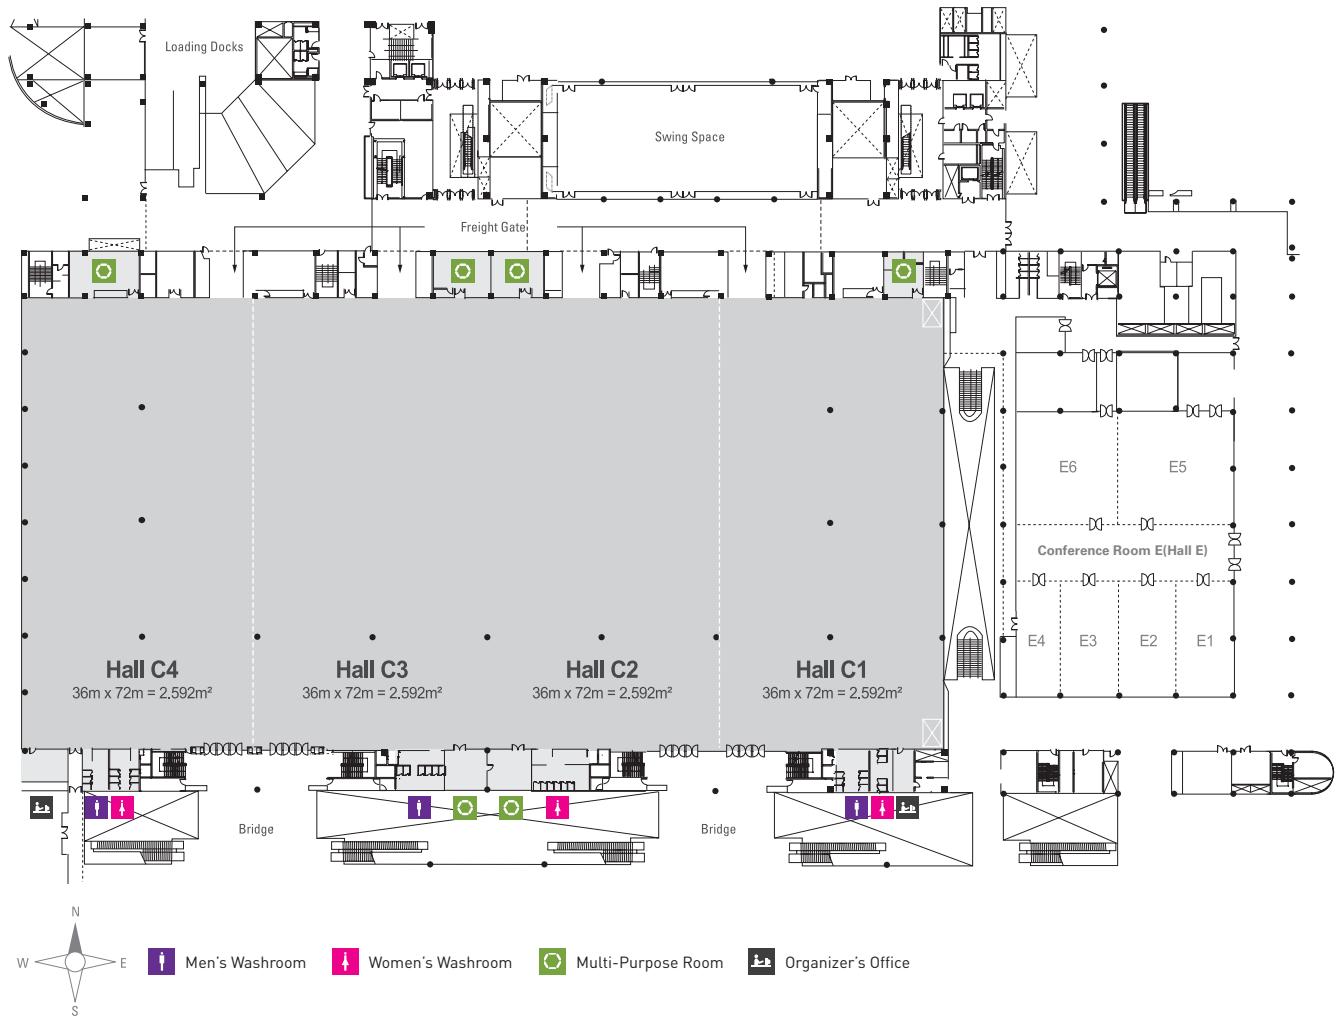 Loading Docks
Swing Space
Freight Gate
E6
E5
Conference Room E(Hall E)
E4
E3
E2
E1
Hall C4
36m x 72m = 2.592m²
Hall C3
36m x 72m = 2.592m²
Hall C2
36m x 72m = 2.592m²
Hall C1
36m x 72m = 2.592m²
Bridge
Bridge
N
W
E
S
Men's Washroom
Women's Washroom
Multi-Purpose Room
Organizer's Office